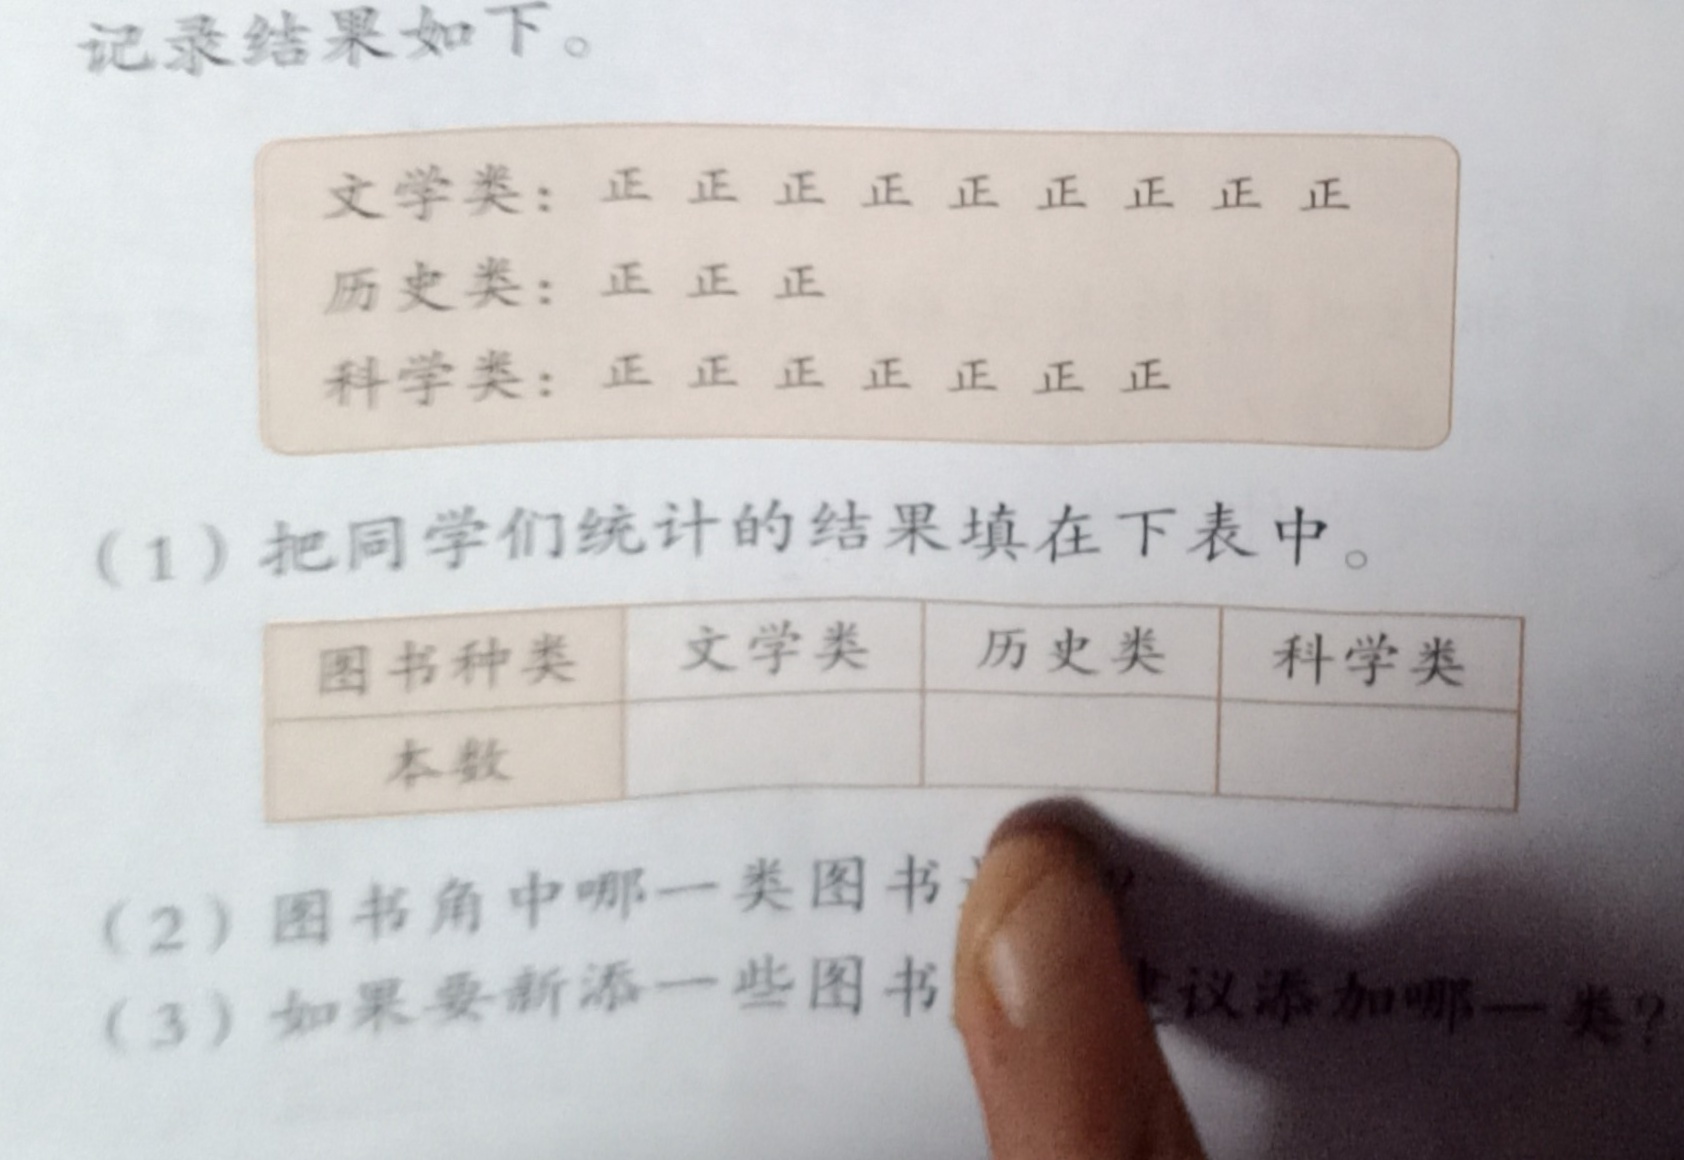 记录结果如下。
文学类：正 正 正 正 正 正 正 正 正
历史类：正 正 正
科学类：正 正 正 正 正 正 正
（1）把同学们统计的结果填在下表中。
图书种类 文学类 历史类 科学类
本数
（2）图书角中哪一类图书 ？
（3）如果要新添一些图书 建议添加哪一类？